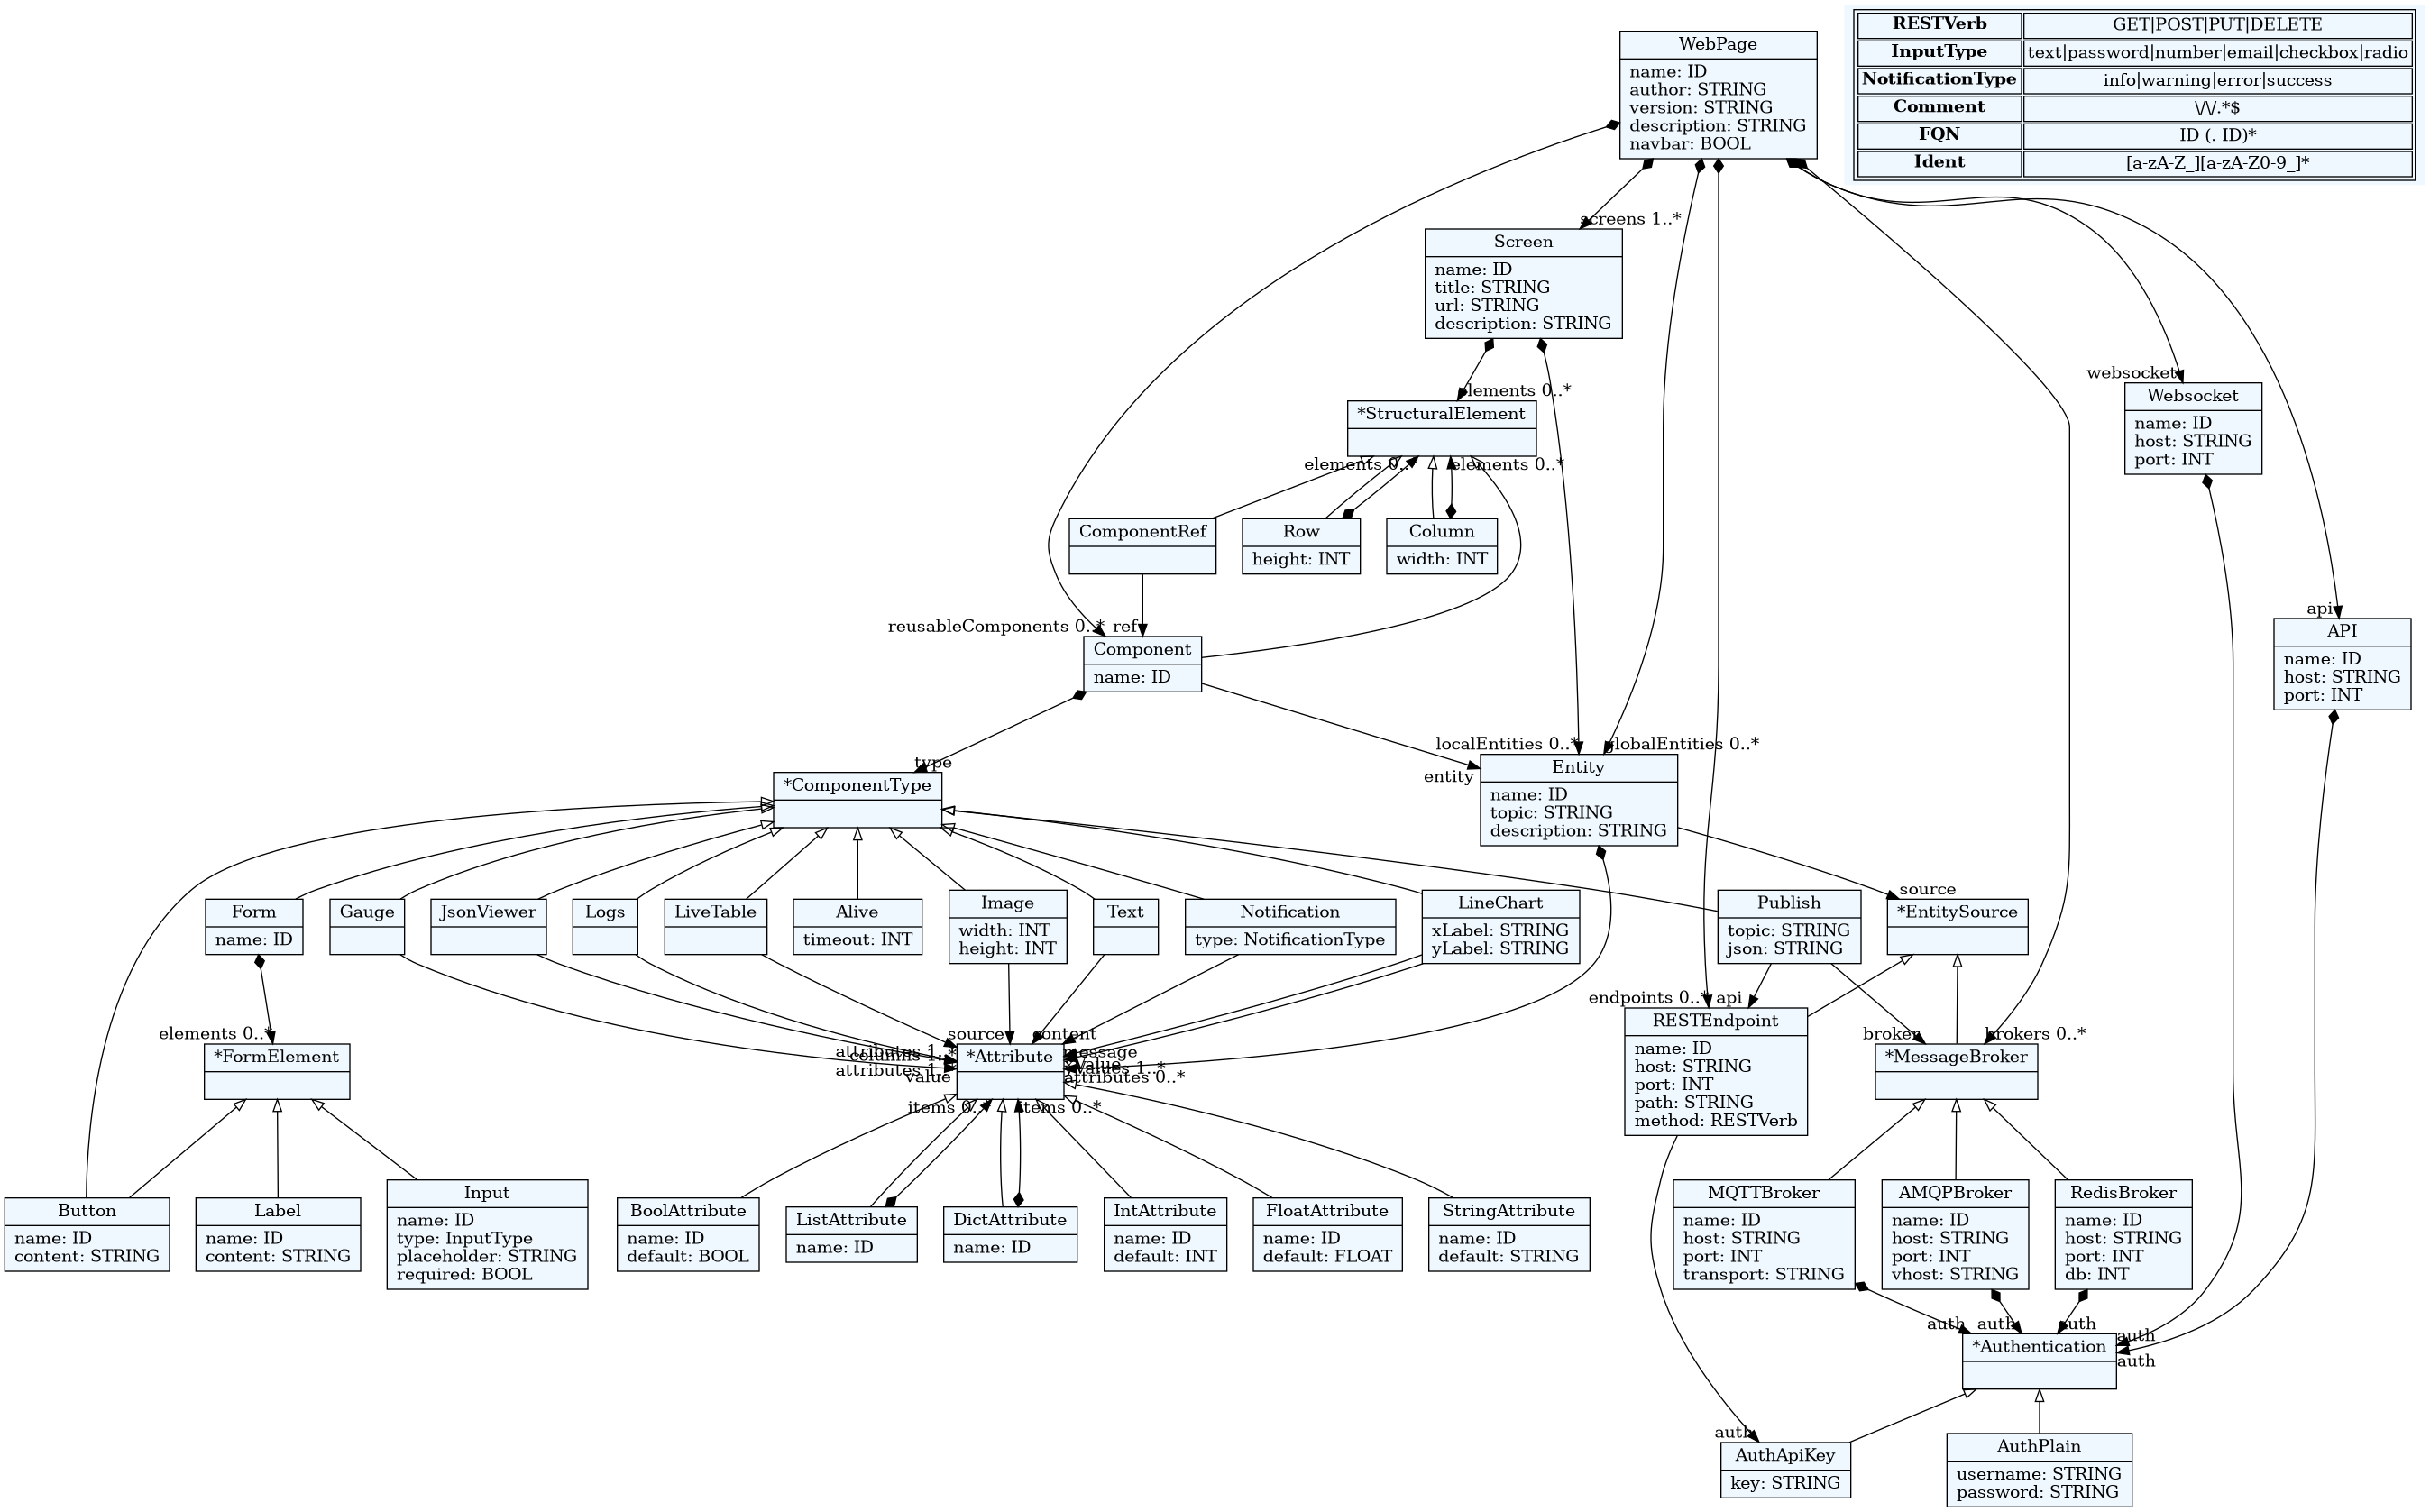 WebPage
name: ID
author: STRING
version: STRING
description: STRING
navbar: BOOL
RESTVerb GET|POST|PUT|DELETE
InputType text|password|number|email|checkbox|radio
NotificationType info|warning|error|success
Comment \/\/.*$
FQN ID (. ID)*
Ident [a-zA-Z_][a-zA-Z0-9_]*
screens 1..*
Screen
name: ID
title: STRING
url: STRING
description: STRING
elements 0..*
*StructuralElement
websocket
Websocket
name: ID
host: STRING
port: INT
elements 0..*
elements 0..*
ComponentRef
Row
height: INT
Column
width: INT
reusableComponents 0..*
ref
Component
name: ID
api
API
name: ID
host: STRING
port: INT
localEntities 0..*
globalEntities 0..*
entity
Entity
name: ID
topic: STRING
description: STRING
type
*ComponentType
Form
name: ID
Gauge
JsonViewer
Logs
LiveTable
Alive
timeout: INT
Image
width: INT
height: INT
Text
Notification
type: NotificationType
LineChart
xLabel: STRING
yLabel: STRING
Publish
topic: STRING
json: STRING
source
*EntitySource
elements 0..*
*FormElement
source
content
attributes 1..*
columns 1..*
attributes 1..*
value
*Attribute
message
attributes 0..*
items 0..*
items 0..*
endpoints 0..*
api
RESTEndpoint
name: ID
host: STRING
port: INT
path: STRING
method: RESTVerb
broker
brokers 0..*
*MessageBroker
Button
name: ID
content: STRING
Label
name: ID
content: STRING
Input
name: ID
type: InputType
placeholder: STRING
required: BOOL
BoolAttribute
name: ID
default: BOOL
ListAttribute
name: ID
DictAttribute
name: ID
IntAttribute
name: ID
default: INT
FloatAttribute
name: ID
default: FLOAT
StringAttribute
name: ID
default: STRING
MQTTBroker
name: ID
host: STRING
port: INT
transport: STRING
AMQPBroker
name: ID
host: STRING
port: INT
vhost: STRING
RedisBroker
name: ID
host: STRING
port: INT
db: INT
auth
auth
auth
auth
auth
*Authentication
auth
AuthApiKey
key: STRING
AuthPlain
username: STRING
password: STRING